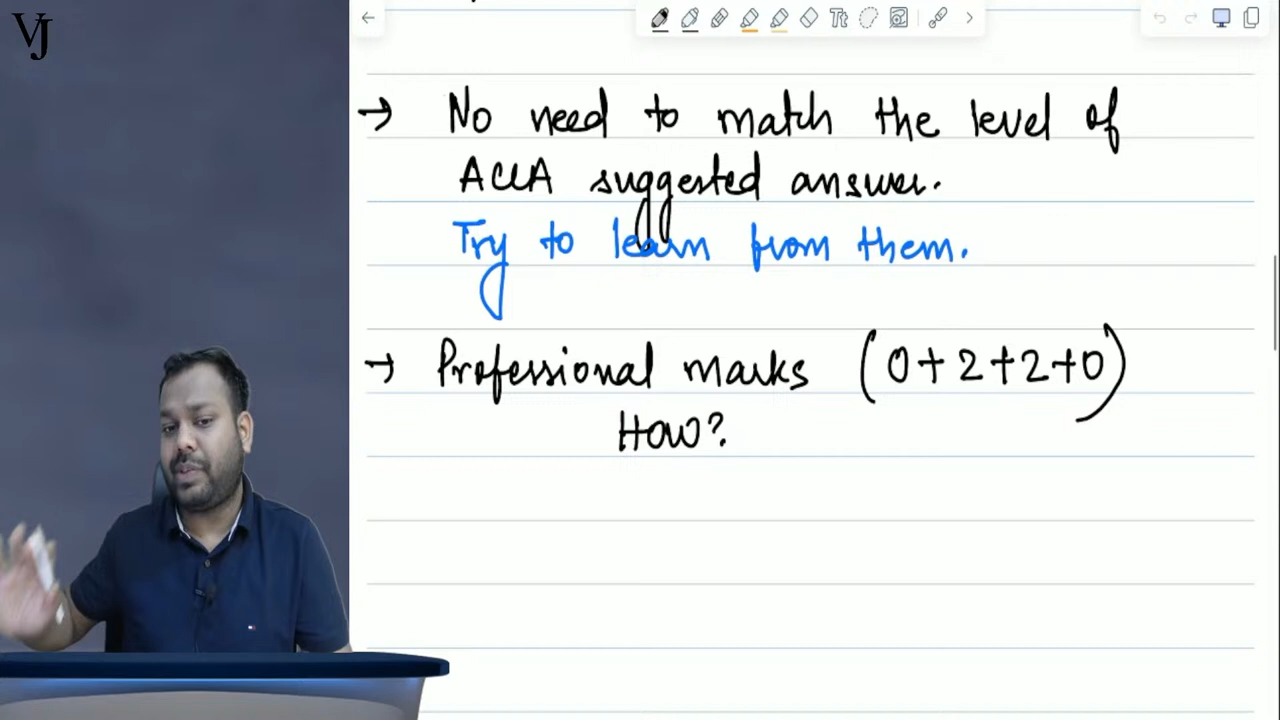 VJ
Tt
→ No need to match the level of
ACCA suggested answer.
Try to learn from them.
→ Professional marks (0+2+2+0)
How?